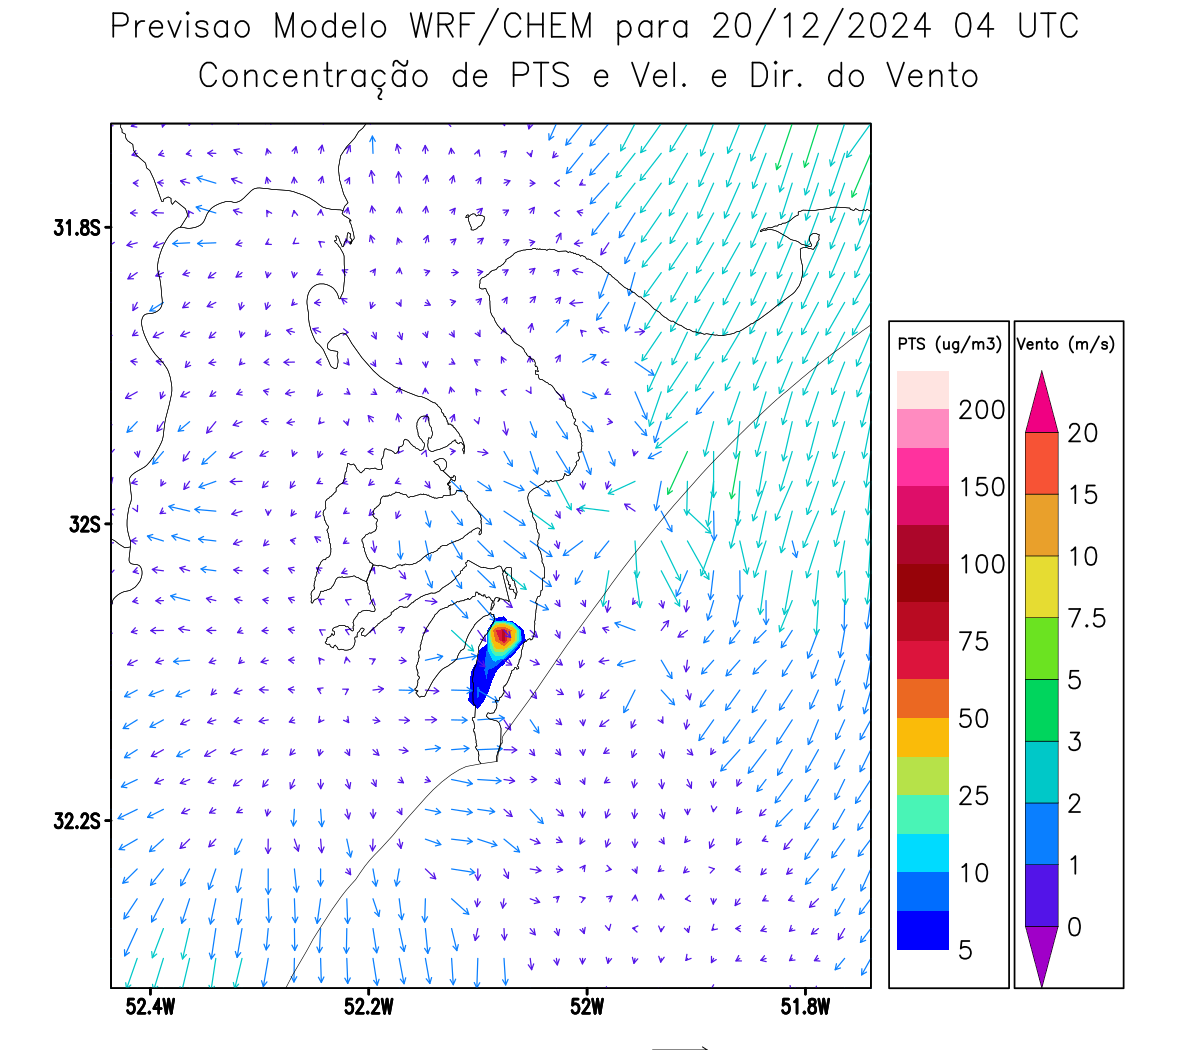 Previsao Modelo WRF/CHEM para 20/12/2024 04 UTC
Concentração de PTS e Vel. e Dir. do Vento
31.8S
32S
32.2S
52.4W
52.2W
52W
51.8W
PTS (ug/m3)
200
150
100
75
50
25
10
5
Vento (m/s)
20
15
10
7.5
5
3
2
1
0